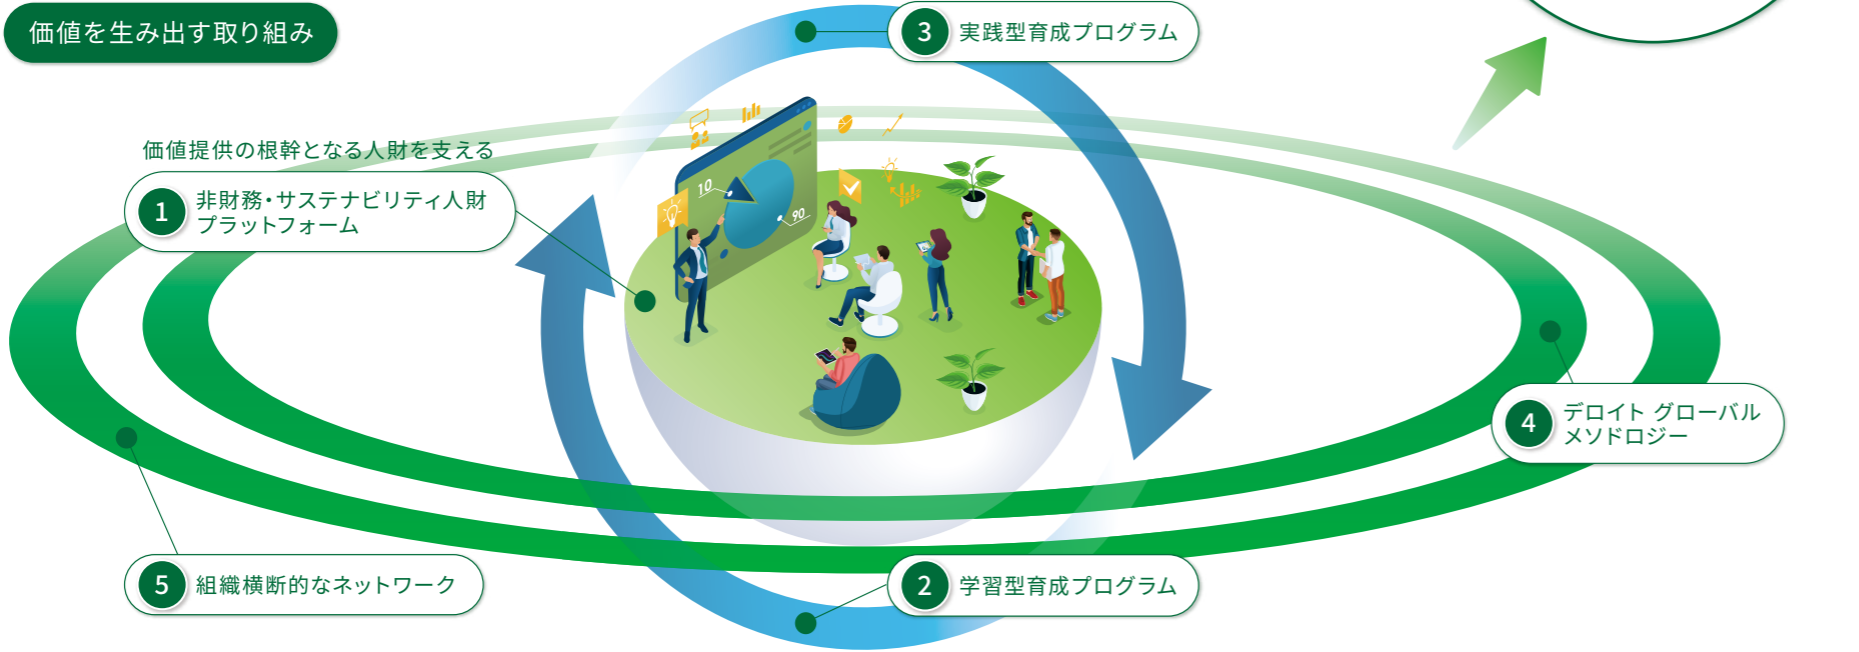 価値を生み出す取り組み
3 実践型育成プログラム
価値提供の根幹となる人財を支える
1 非財務・サステナビリティ人財
プラットフォーム
10
90
4 デロイト グローバル
メソドロジー
5 組織横断的なネットワーク
2 学習型育成プログラム